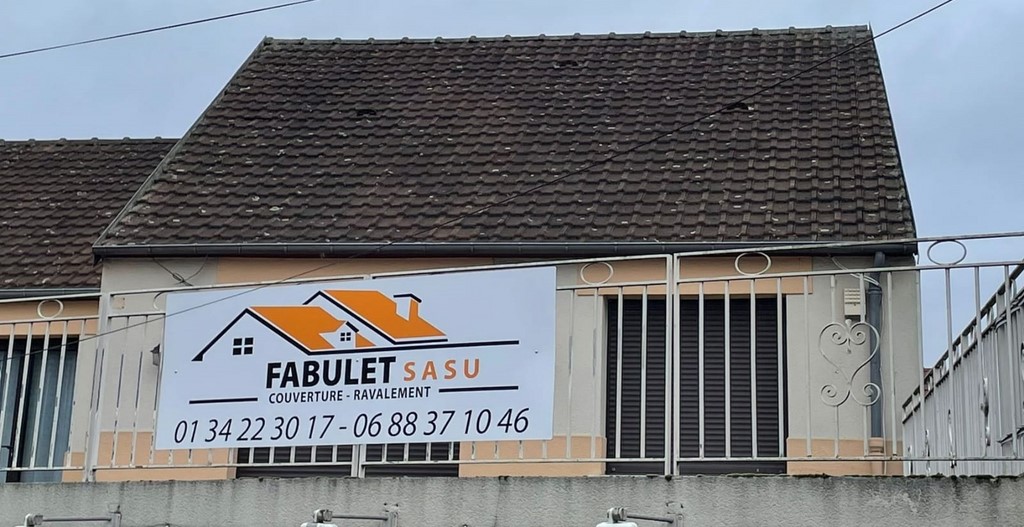 FABULET SASU
COUVERTURE - RAVALEMENT
01 34 22 30 17 - 06 88 37 10 46